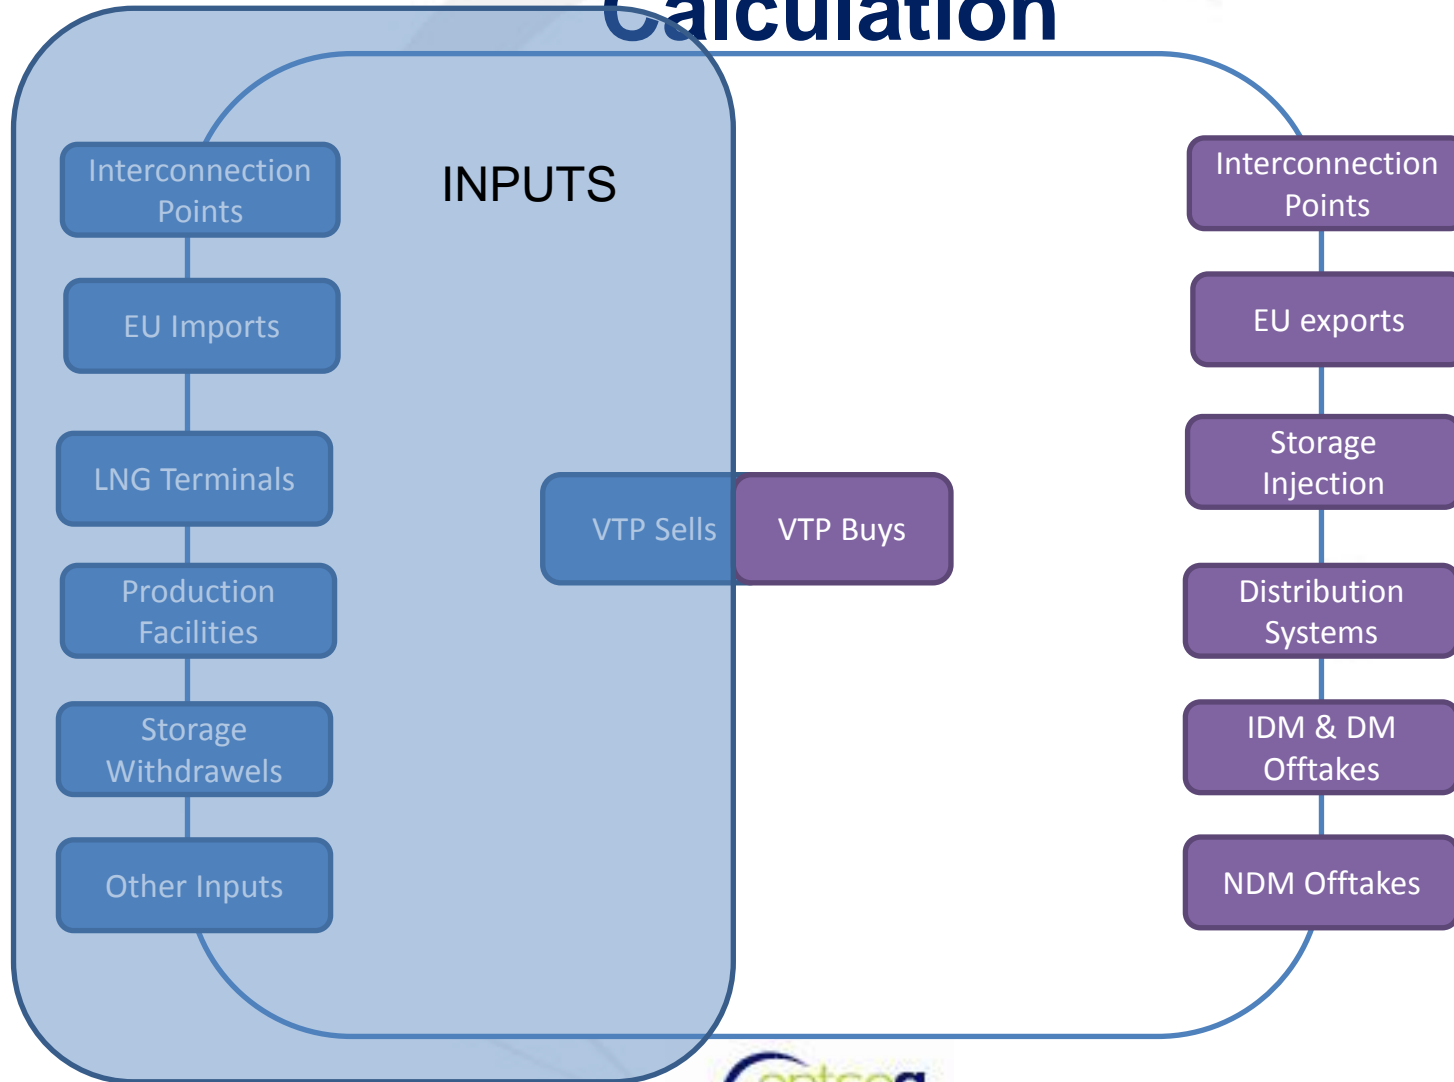 Calculation
INPUTS
Interconnection
Points
EU Imports
LNG Terminals
Production
Facilities
Storage
Withdrawels
Other Inputs
VTP Sells
VTP Buys
Interconnection
Points
EU exports
Storage
Injection
Distribution
Systems
IDM & DM
Offtakes
NDM Offtakes
entsog